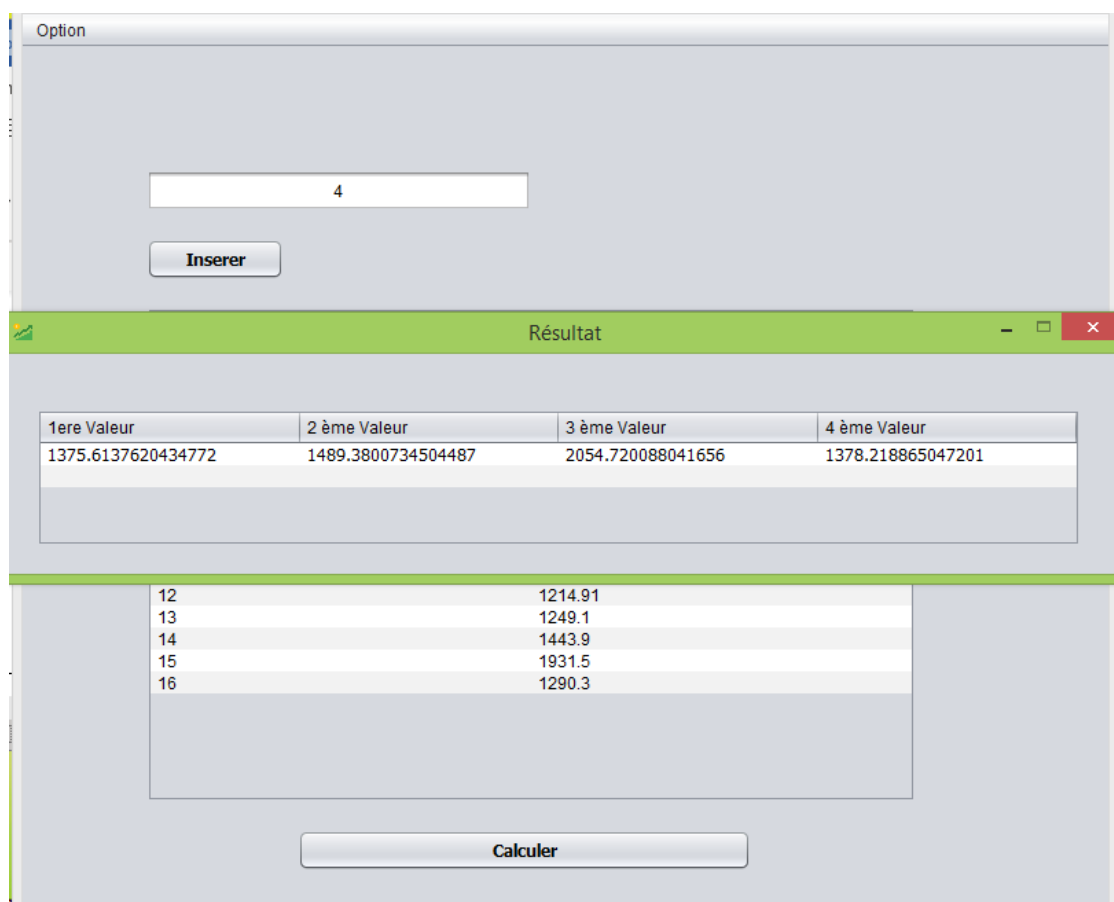 Option
4
Inserer
Résultat
1ere Valeur 2 ème Valeur 3 ème Valeur 4 ème Valeur
1375.6137620434772 1489.3800734504487 2054.720088041656 1378.218865047201
12 1214.91
13 1249.1
14 1443.9
15 1931.5
16 1290.3
Calculer